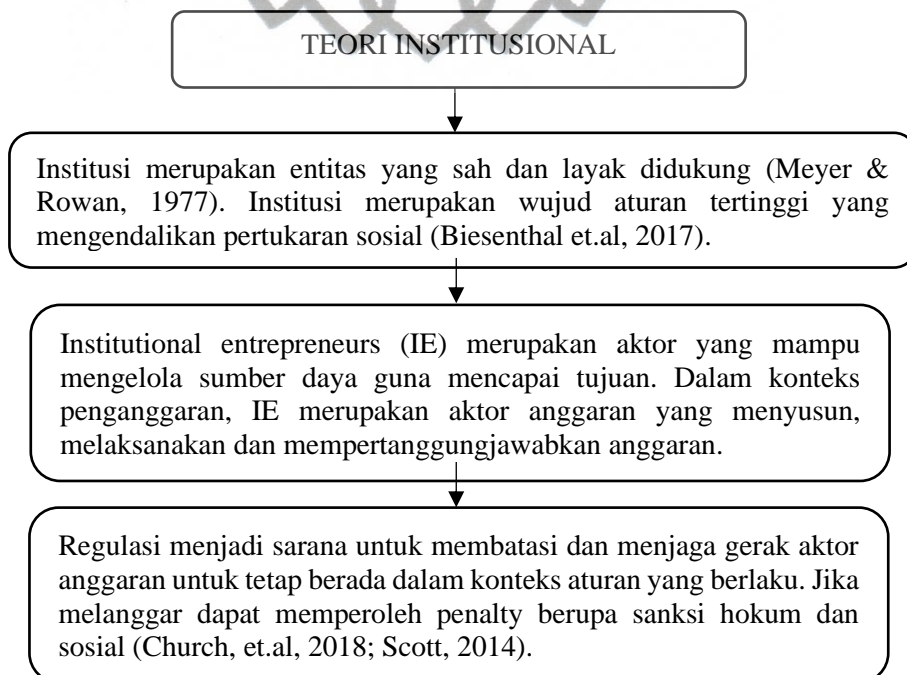 TEORI INSTITUSIONAL
Institusi merupakan entitas yang sah dan layak didukung (Meyer &
Rowan, 1977). Institusi merupakan wujud aturan tertinggi yang
mengendalikan pertukaran sosial (Biesenthal et.al, 2017).
Institutional entrepreneurs (IE) merupakan aktor yang mampu
mengelola sumber daya guna mencapai tujuan. Dalam konteks
penganggaran, IE merupakan aktor anggaran yang menyusun,
melaksanakan dan mempertanggungjawabkan anggaran.
Regulasi menjadi sarana untuk membatasi dan menjaga gerak aktor
anggaran untuk tetap berada dalam konteks aturan yang berlaku. Jika
melanggar dapat memperoleh penalty berupa sanksi hokum dan
sosial (Church, et.al, 2018; Scott, 2014).